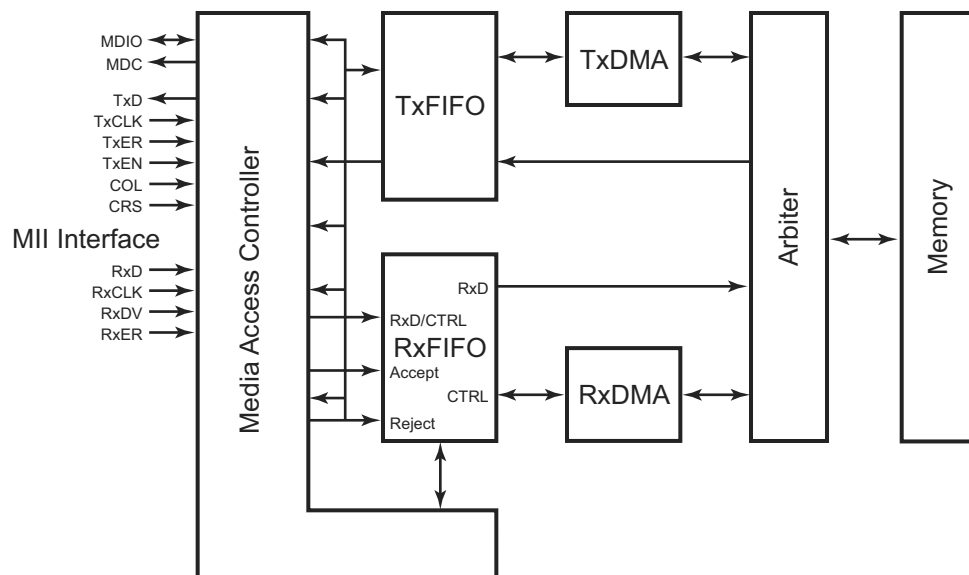 MDIO
MDC
TxD
TxCLK
TxER
TxEN
COL
CRS
MII Interface
RxD
RxCLK
RxDV
RxER
Media Access Controller
TxFIFO
TxDMA
RxD
RxD/CTRL
RxFIFO
Accept
CTRL
Reject
RxDMA
Arbiter
Memory